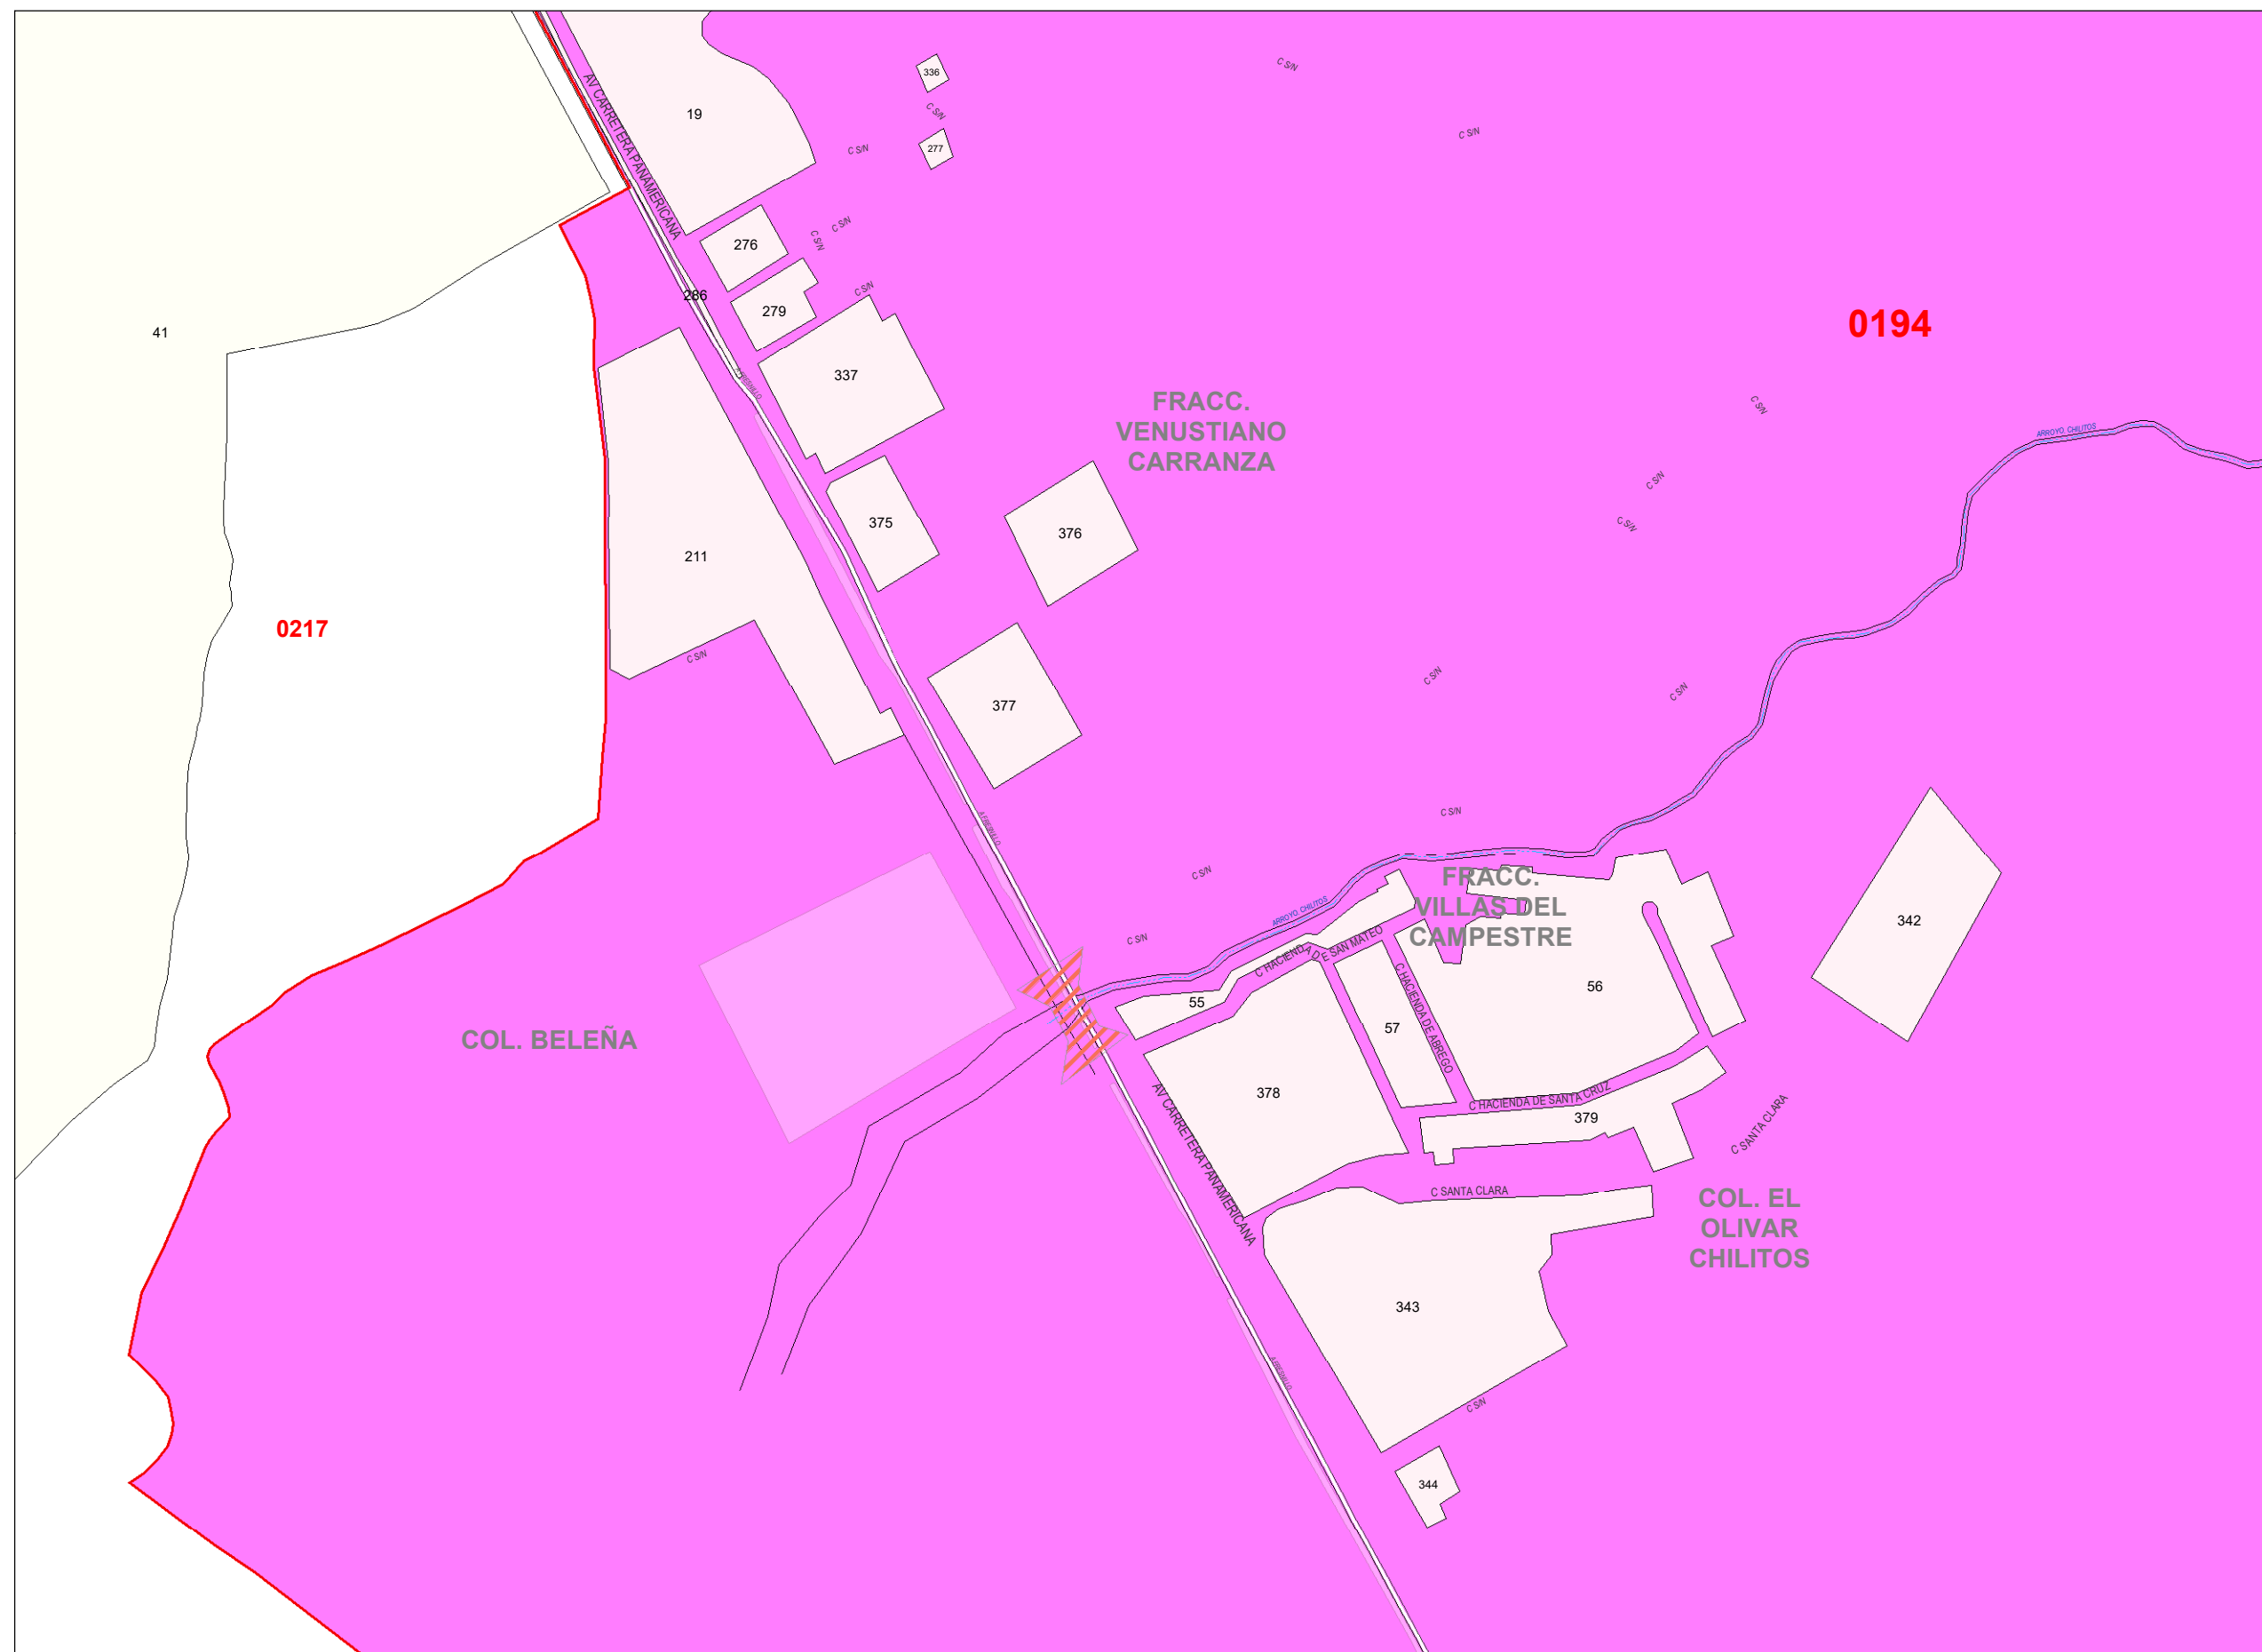 C S/N
336
AV CARRETERA PANAMERICANA
19
C S/N
C S/N
277
C S/N
C S/N
276
C S/N
286
C S/N
279
0194
41
337
A FRESNILLO
FRACC.
VENUSTIANO
CARRANZA
C S/N
ARROYO CHILITOS
C S/N
375
376
C S/N
211
0217
C S/N
C S/N
C S/N
377
C S/N
A FRESNILLO
C S/N
FRACC.
VILLAS DEL
CAMPESTRE
ARROYO CHILITOS
342
C S/N
C HACIENDA DE SAN MATEO
56
55
C HACIENDA DE ABREGO
57
COL. BELEÑA
378
C HACIENDA DE SANTA CRUZ
379
C SANTA CLARA
AV CARRETERA PANAMERICANA
C SANTA CLARA
COL. EL
OLIVAR
CHILITOS
343
A FRESNILLO
C S/N
344